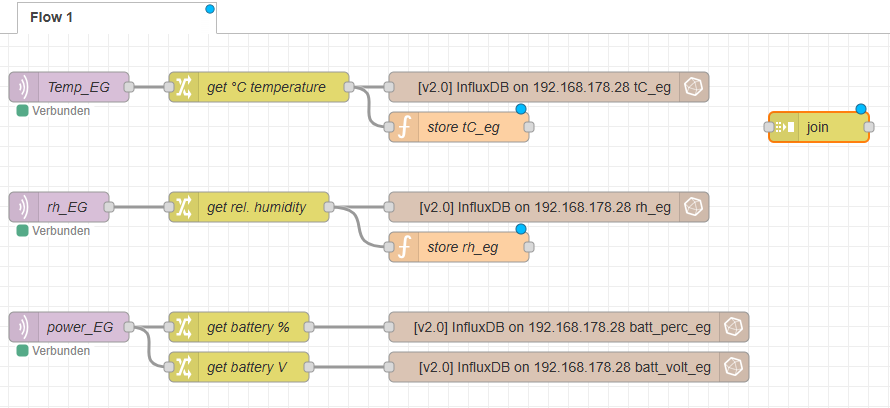 Flow 1
Temp_EG
get °C temperature
[v2.0] InfluxDB on 192.168.178.28 tC_eg
Verbunden
store tC_eg
join
rh_EG
get rel. humidity
[v2.0] InfluxDB on 192.168.178.28 rh_eg
Verbunden
store rh_eg
power_EG
get battery %
[v2.0] InfluxDB on 192.168.178.28 batt_perc_eg
Verbunden
get battery V
[v2.0] InfluxDB on 192.168.178.28 batt_volt_eg